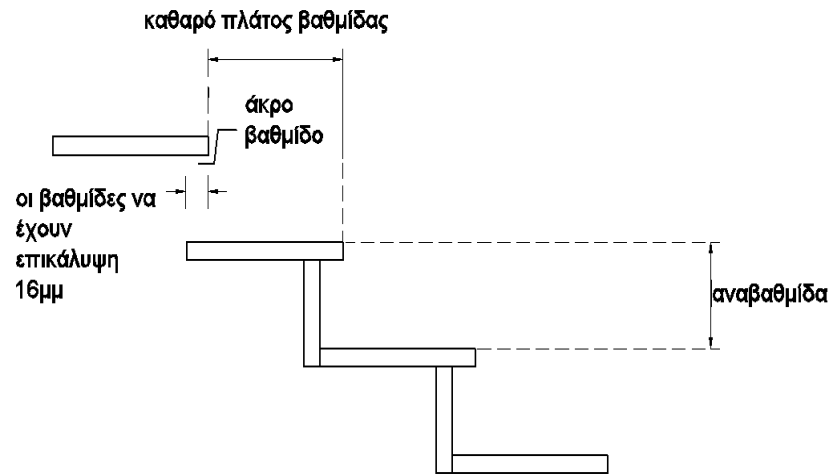 καθαρό πλάτος βαθμίδας
άκρο
βαθμίδο
οι βαθμίδες να
έχουν
επικάλυψη
16μμ
αναβαθμίδα